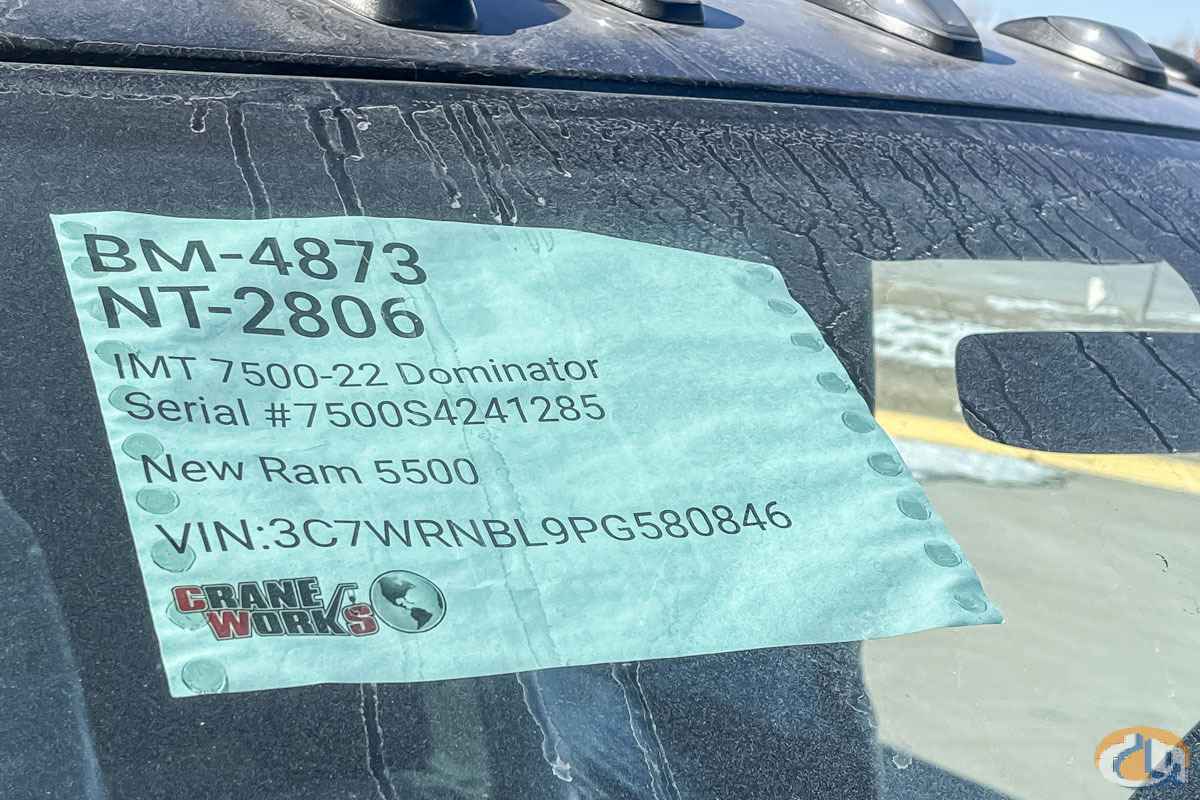 BM-4873
NT-2806
IMT 7500-22 Dominator
Serial #7500S4241285
New Ram 5500
VIN:3C7WRNBL9PG580846
CRANE
WORKS